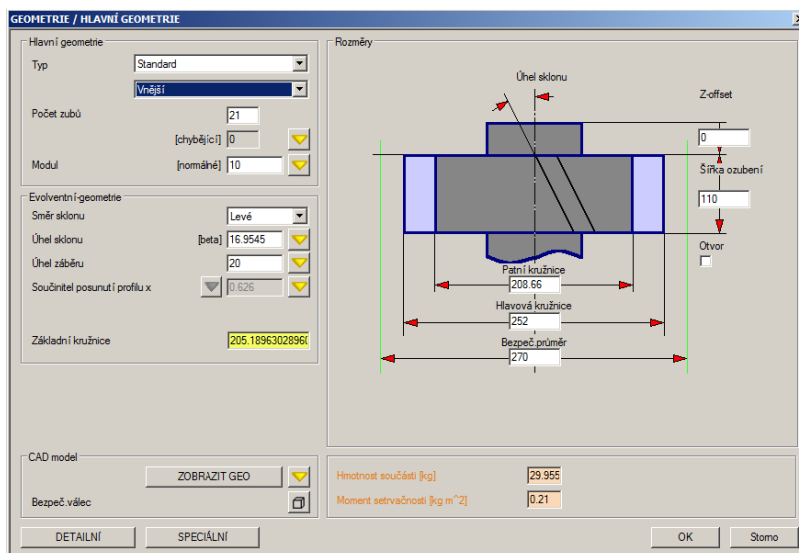 GEOMETRIE / HLAVNÍ GEOMETRIE
Hlavní geometrie
Typ Standard
Vnější
Počet zubů 21
[chybějící] 0
Modul [normálné] 10
Evolventní-geometrie
Směr sklonu Levé
Úhel sklonu [beta] 16.9545
Úhel záběru 20
Součinitel posunutí profilu x 0.626
Základní kružnice 205.18963028960
CAD model
ZOBRAZIT GEO
Bezpeč.válec
DETAILNÍ SPECIÁLNÍ
Rozměry
Úhel sklonu
Z-offset
0
Šířka ozubení
110
Otvor
Patní kružnice
208.66
Hlavová kružnice
252
Bezpeč.průměr
270
Hmotnost součásti [kg] 29.955
Moment setrvačnosti [kg m^2] 0.21
OK Storno